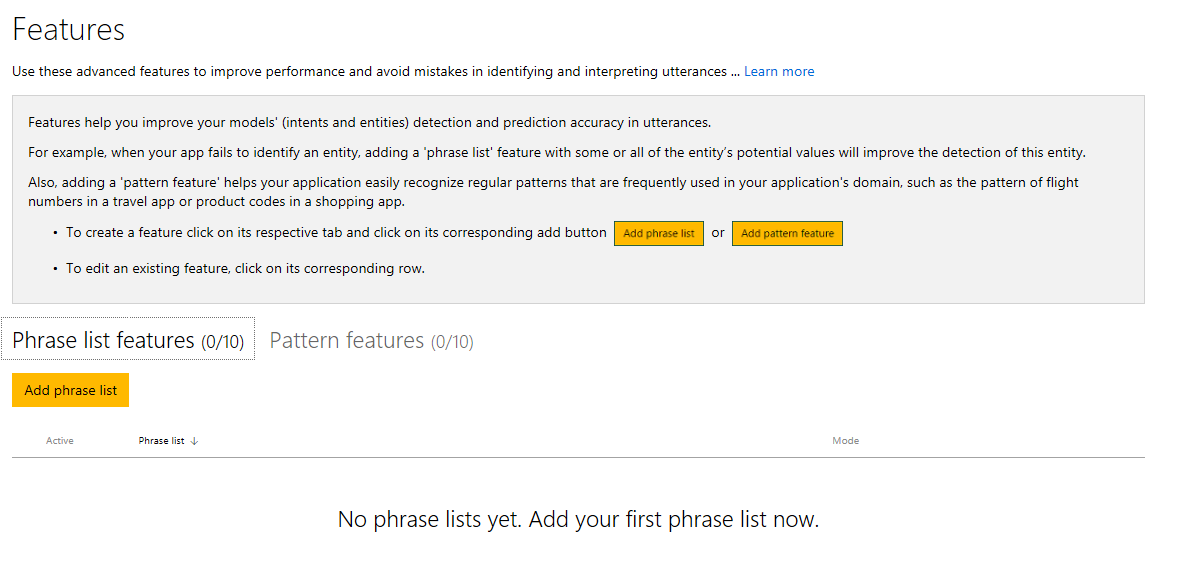 Features
Use these advanced features to improve performance and avoid mistakes in identifying and interpreting utterances ... Learn more
Features help you improve your models' (intents and entities) detection and prediction accuracy in utterances.
For example, when your app fails to identify an entity, adding a 'phrase list' feature with some or all of the entity's potential values will improve the detection of this entity.
Also, adding a 'pattern feature' helps your application easily recognize regular patterns that are frequently used in your application's domain, such as the pattern of flight
numbers in a travel app or product codes in a shopping app.
• To create a feature click on its respective tab and click on its corresponding add button Add phrase list or Add pattern feature
• To edit an existing feature, click on its corresponding row.
Phrase list features (0/10) Pattern features (0/10)
Add phrase list
Active Phrase list ↓ Mode
No phrase lists yet. Add your first phrase list now.